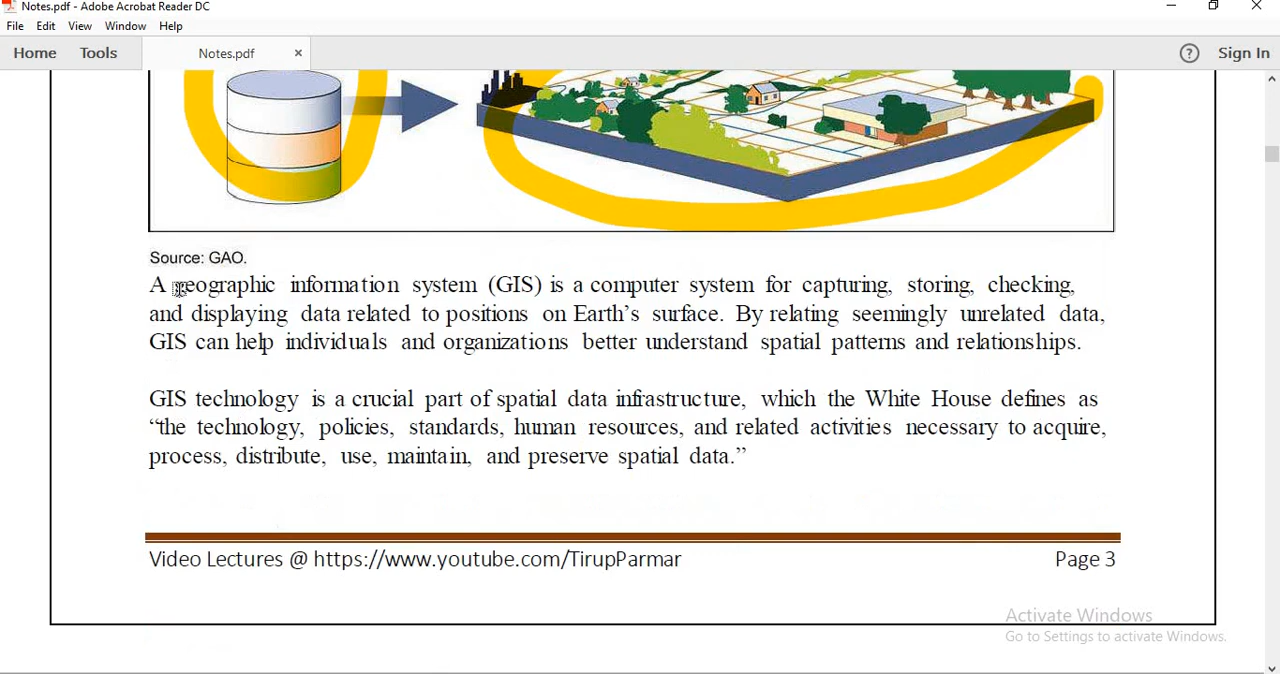 Notes.pdf - Adobe Acrobat Reader DC
File Edit View Window Help
Home Tools Notes.pdf × ? Sign In
Source: GAO.
A geographic information system (GIS) is a computer system for capturing, storing, checking,
and displaying data related to positions on Earth's surface. By relating seemingly unrelated data,
GIS can help individuals and organizations better understand spatial patterns and relationships.
GIS technology is a crucial part of spatial data infrastructure, which the White House defines as
“the technology, policies, standards, human resources, and related activities necessary to acquire,
process, distribute, use, maintain, and preserve spatial data.”
Video Lectures @ https://www.youtube.com/TirupParmar Page 3
Activate Windows
Go to Settings to activate Windows.